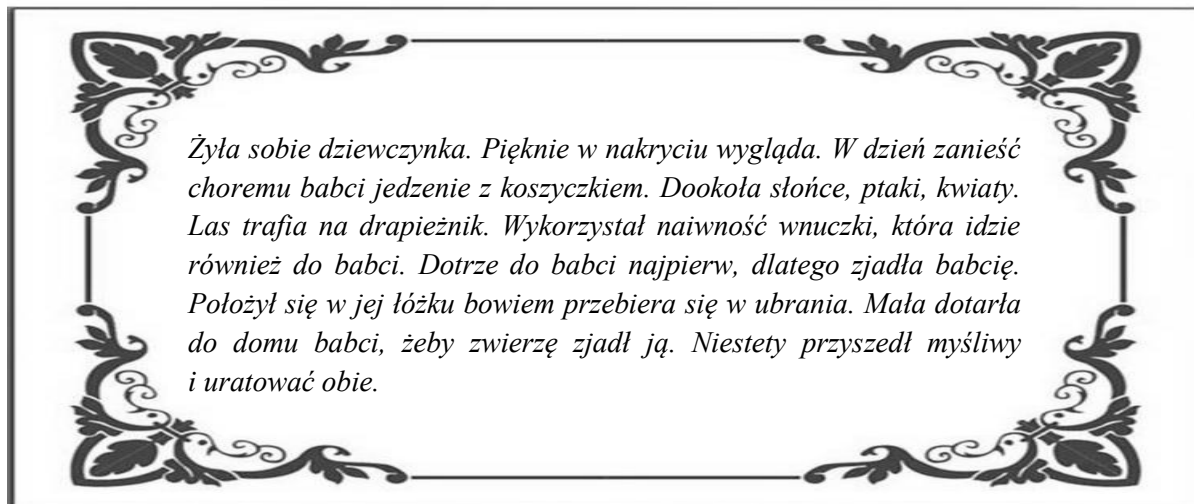 Żyła sobie dziewczynka. Pięknie w nakryciu wygląda. W dzień zanieść
choremu babci jedzenie z koszyczkiem. Dookoła słońce, ptaki, kwiaty.
Las trafia na drapieżnik. Wykorzystał naiwność wnuczki, która idzie
również do babci. Dotrze do babci najpierw, dlatego zjadła babcię.
Położył się w jej łóżku bowiem przebiera się w ubrania. Mała dotarła
do domu babci, żeby zwierzę zjadł ją. Niestety przyszedł myśliwy
i uratować obie.